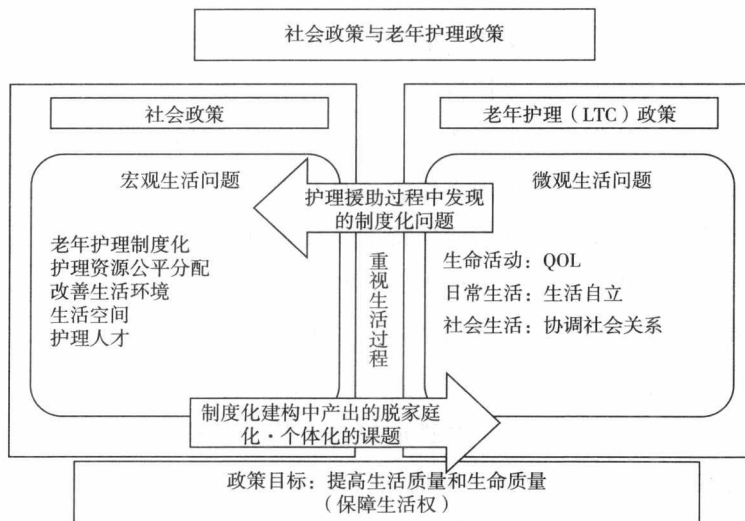 社会政策与老年护理政策
社会政策
老年护理(LTC)政策
宏观生活问题
微观生活问题
护理援助过程中发现
的制度化问题
老年护理制度化
护理资源公平分配
改善生活环境
生活空间
护理人才
重视生活过程
生命活动：QOL
日常生活：生活自立
社会生活：协调社会关系
制度化建构中产出的脱家庭
化·个体化的课题
政策目标：提高生活质量和生命质量
（保障生活权）